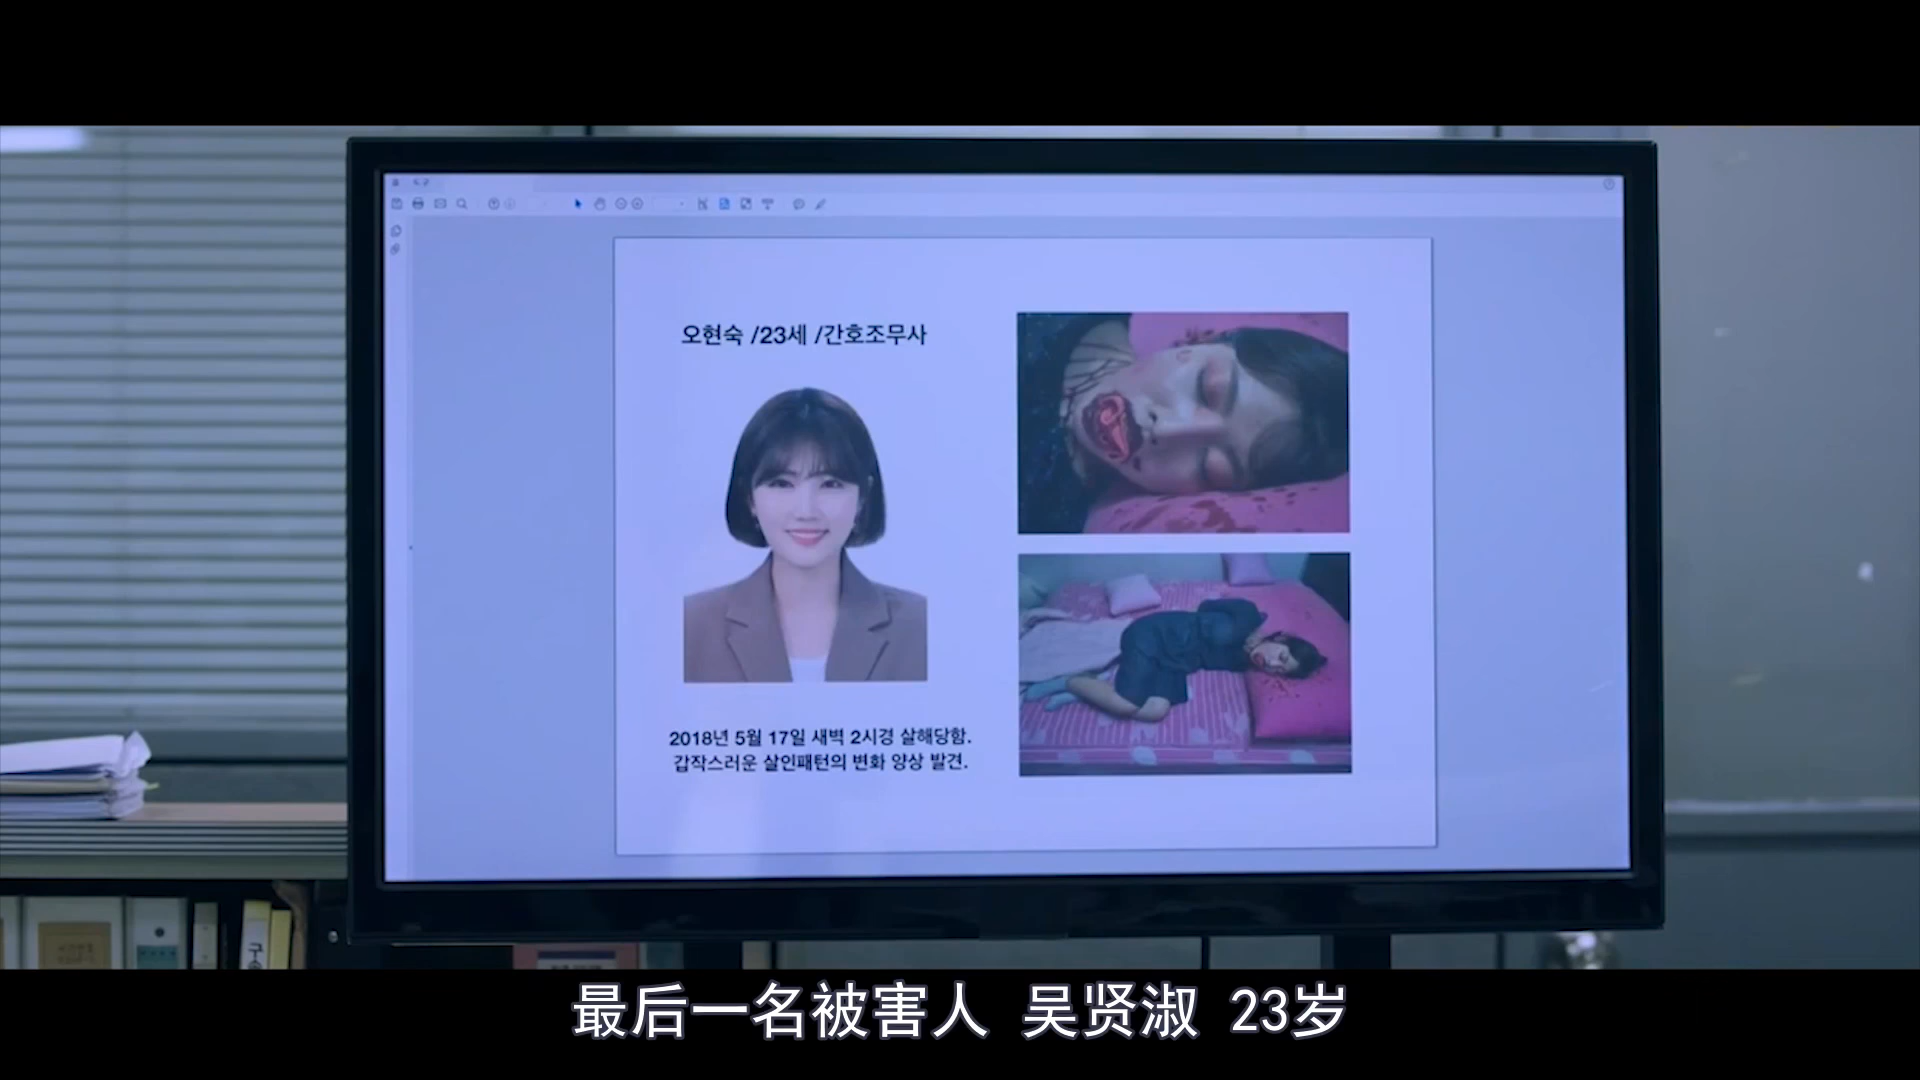 오현숙 /23세 /간호조무사
2018년 5월 17일 새벽 2시경 살해당함.
갑작스러운 살인패턴의 변화 양상 발견.
구
最后一名被害人 吴贤淑 23岁